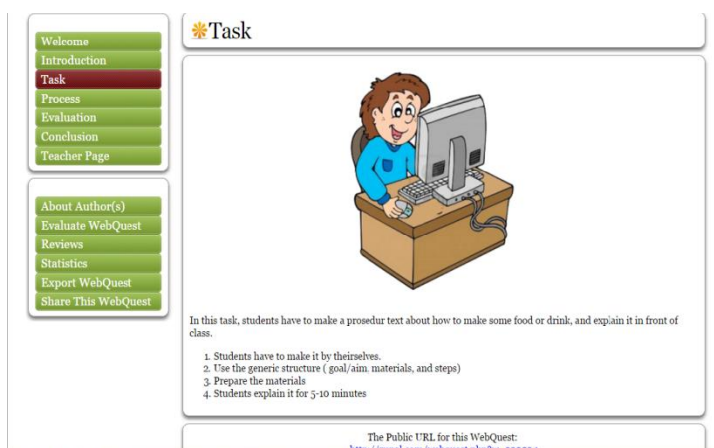 Task
Welcome
Introduction
Task
Process
Evaluation
Conclusion
Teacher Page
About Author(s)
Evaluate WebQuest
Reviews
Statistics
Export WebQuest
Share This WebQuest
In this task, students have to make a prosedur text about how to make some food or drink, and explain it in front of
class.
1. Students have to make it by theirselves.
2. Use the generic structure ( goal/aim, materials, and steps)
3. Prepare the materials
4. Students explain it for 5-10 minutes
The Public URL for this WebQuest: